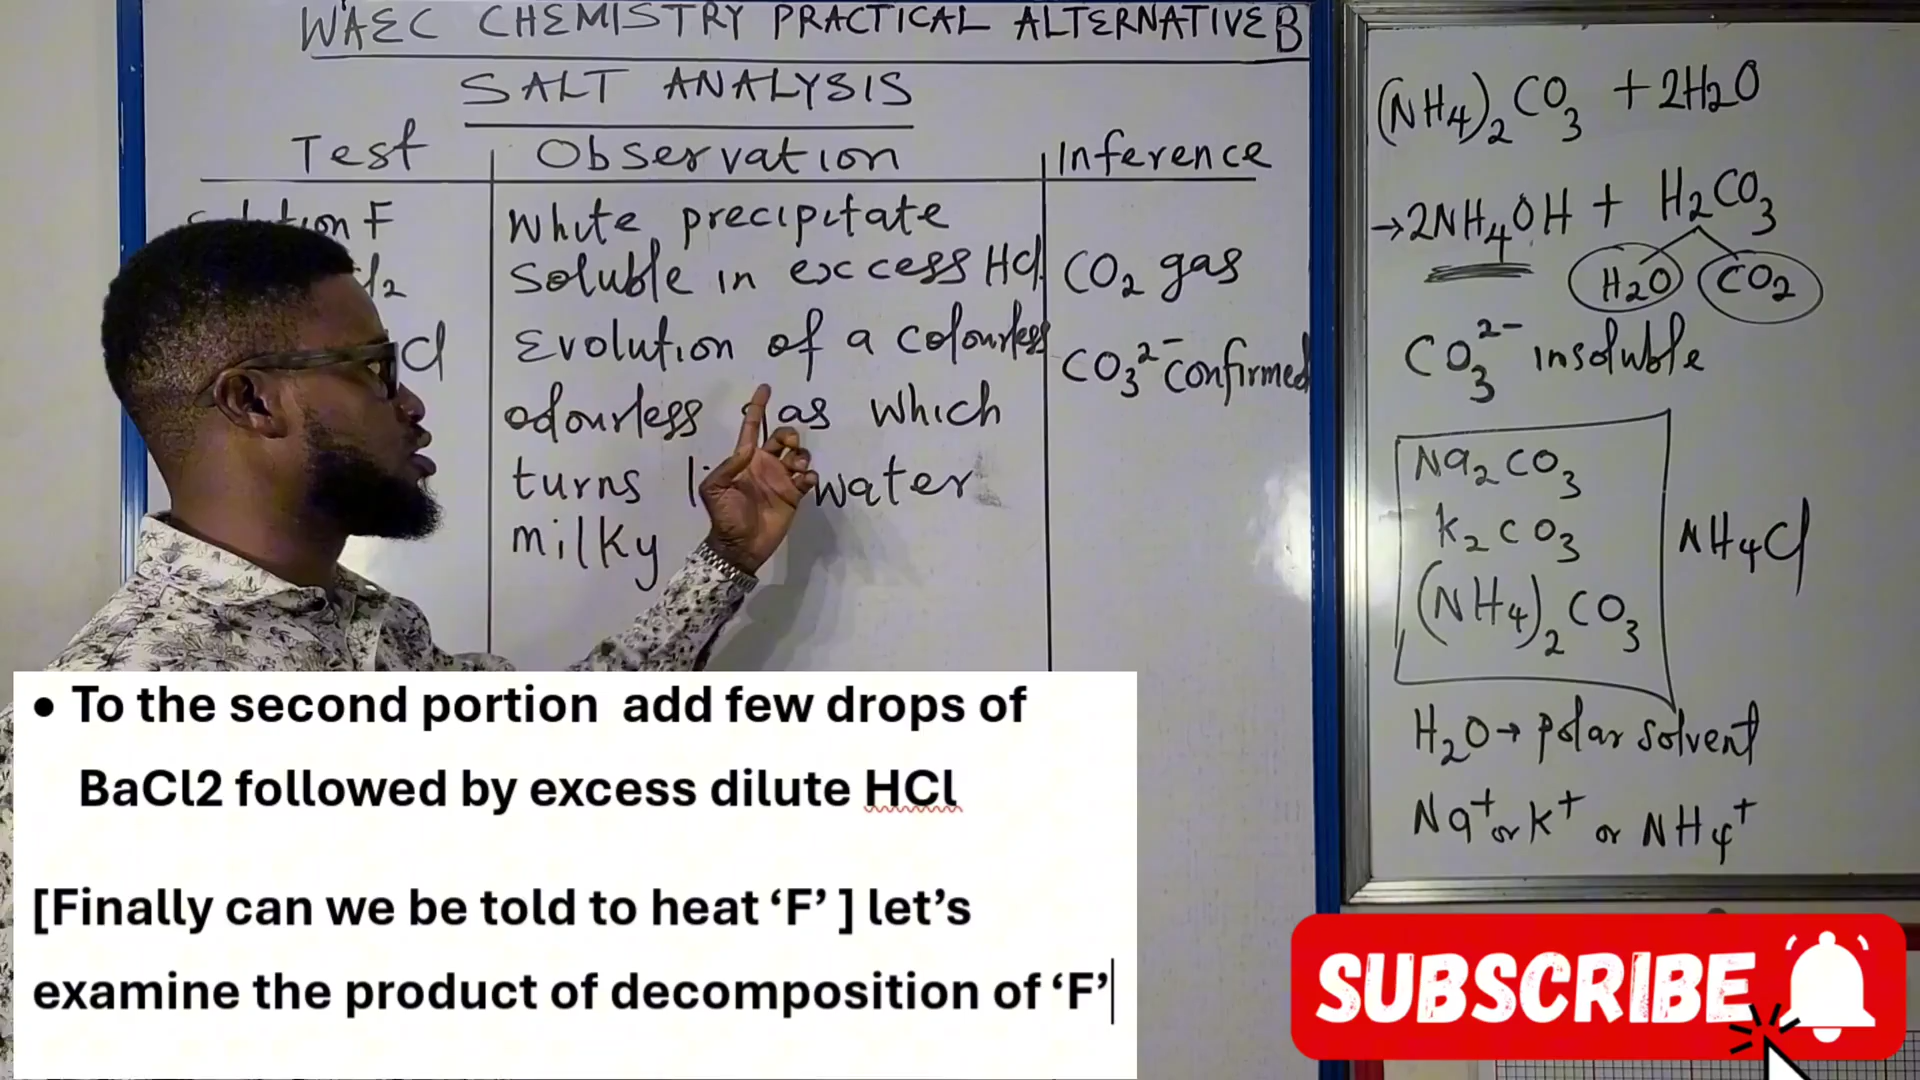 WAEC CHEMISTRY PRACTICAL ALTERNATIVE B
SALT ANALYSIS
Test Observation Inference
F White precipitate
soluble in excess HCl CO₂ gas
Evolution of a colourless CO₃²⁻ confirmed
odourless gas which
turns water
milky
(NH₄)₂CO₃ + 2H₂O
→ 2NH₄OH + H₂CO₃
H₂O CO₂
CO₃²⁻ insoluble
Na₂CO₃
K₂CO₃
NH₄Cl
(NH₄)₂CO₃
H₂O → polar solvent
Na⁺ or K⁺ or NH₄⁺
• To the second portion add few drops of
BaCl2 followed by excess dilute HCl
[Finally can we be told to heat ‘F’ ] let’s
examine the product of decomposition of ‘F’
SUBSCRIBE